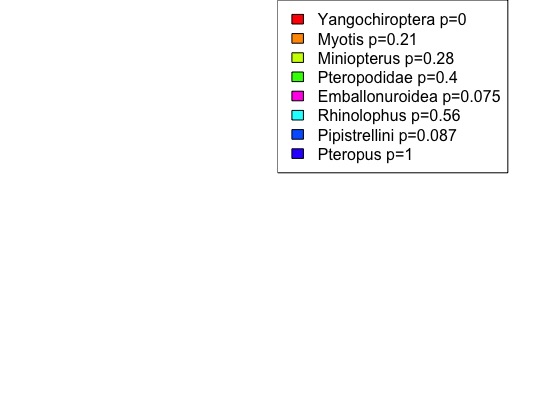 Yangochiroptera p=0
Myotis p=0.21
Miniopterus p=0.28
Pteropodidae p=0.4
Emballonuroidea p=0.075
Rhinolophus p=0.56
Pipistrellini p=0.087
Pteropus p=1